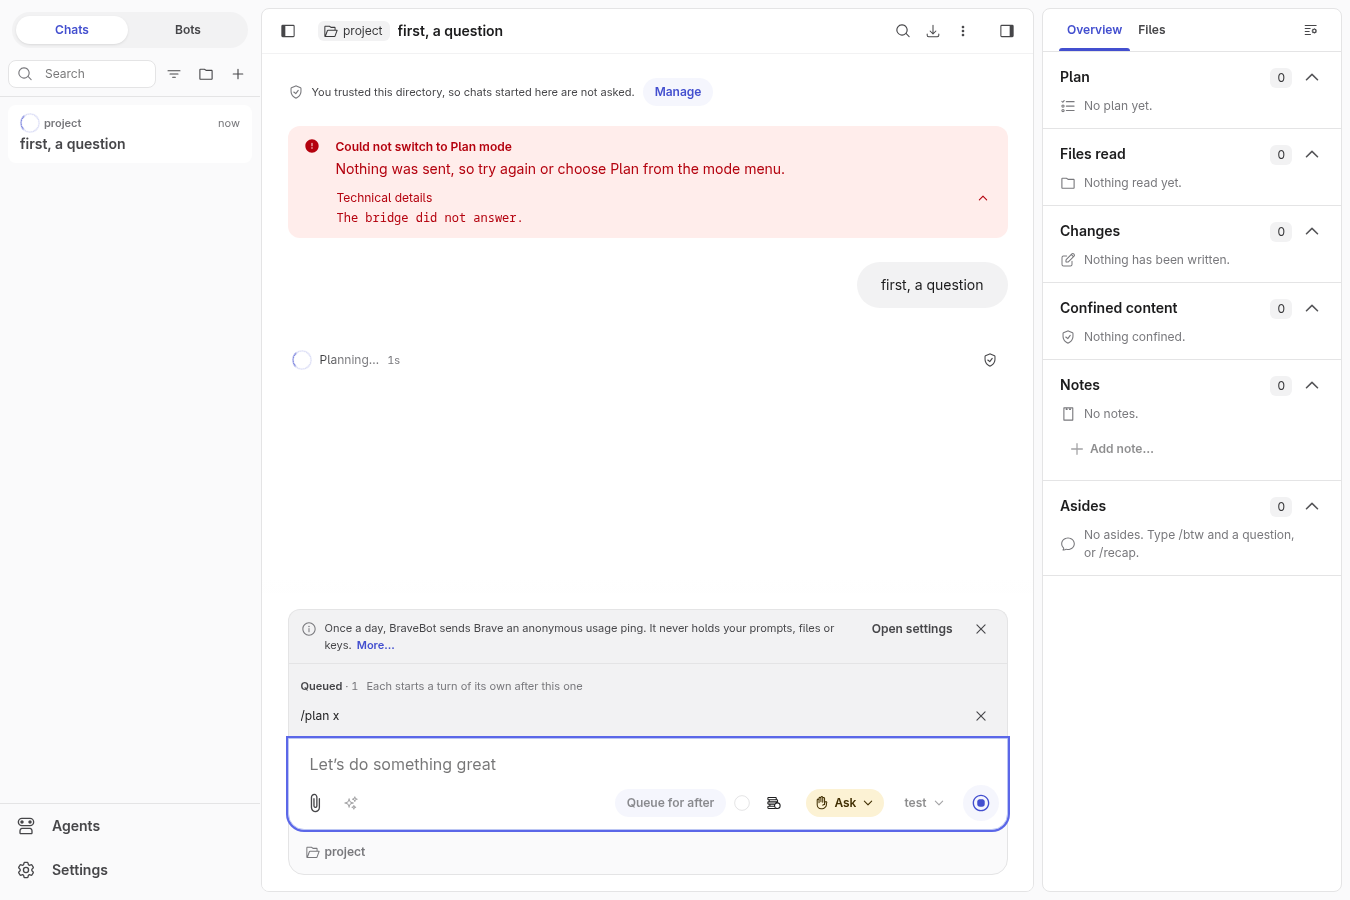 Chats
Bots
Search
project
now
first, a question
Agents
Settings
project
first, a question
You trusted this directory, so chats started here are not asked.
Manage
Could not switch to Plan mode
Nothing was sent, so try again or choose Plan from the mode menu.
Technical details
The bridge did not answer.
first, a question
Planning...
1s
Once a day, BraveBot sends Brave an anonymous usage ping. It never holds your prompts, files or
keys. More...
Open settings
Queued · 1 Each starts a turn of its own after this one
/plan x
Let’s do something great
Queue for after
Ask
test
project
Overview
Files
Plan
0
No plan yet.
Files read
0
Nothing read yet.
Changes
0
Nothing has been written.
Confined content
0
Nothing confined.
Notes
0
No notes.
Add note...
Asides
0
No asides. Type /btw and a question,
or /recap.